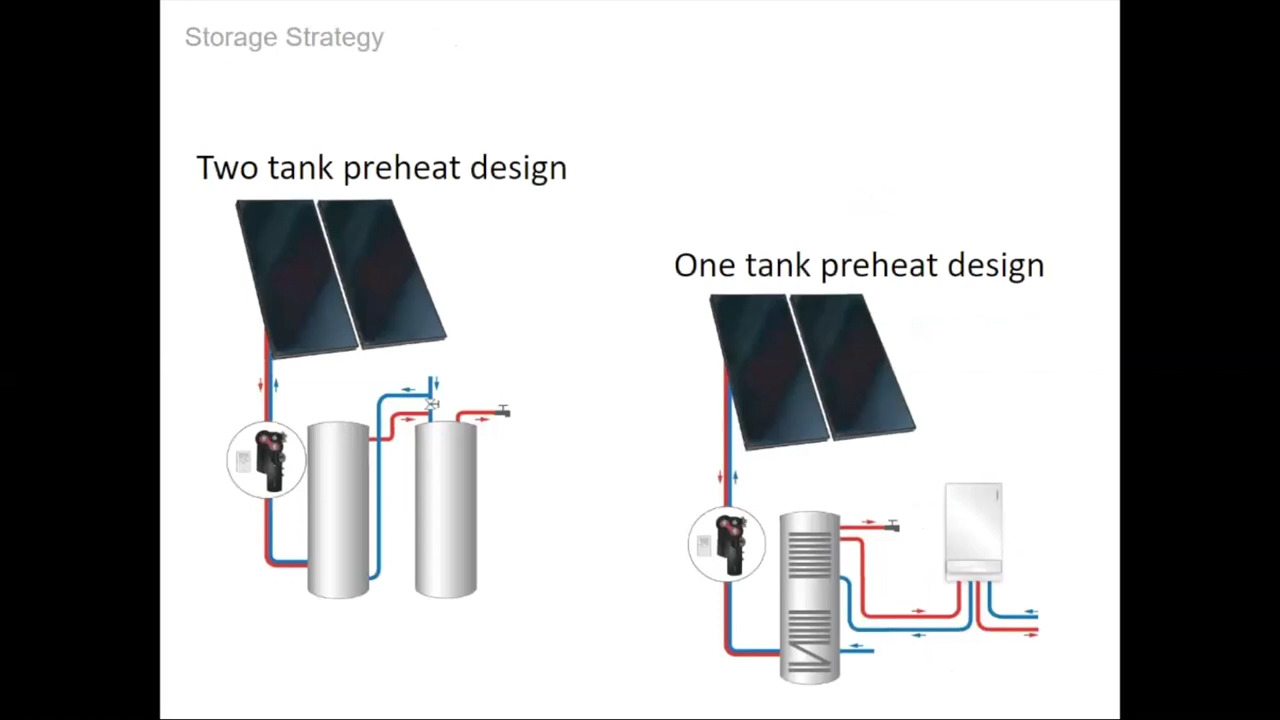 Storage Strategy
Two tank preheat design
One tank preheat design